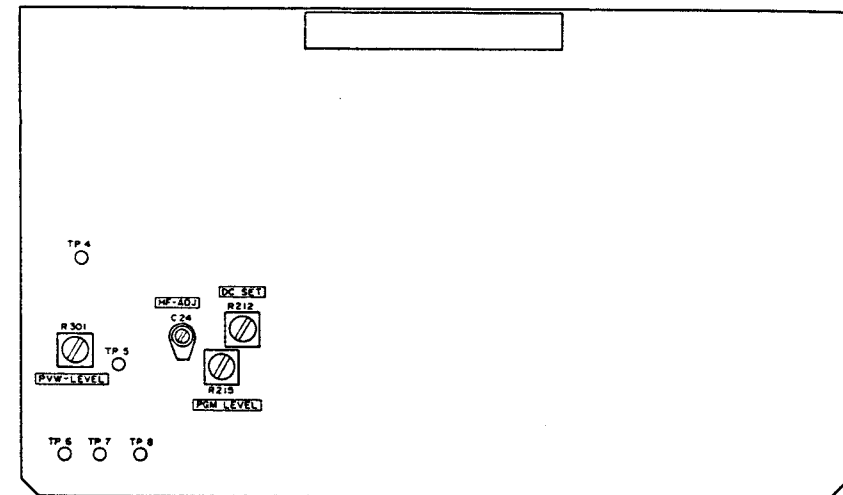 TP 4
DC SET
HF-ADJ
R212
C24
R301
TP 5
PVW-LEVEL
R215
PGM LEVEL
TP 6 TP 7 TP 8